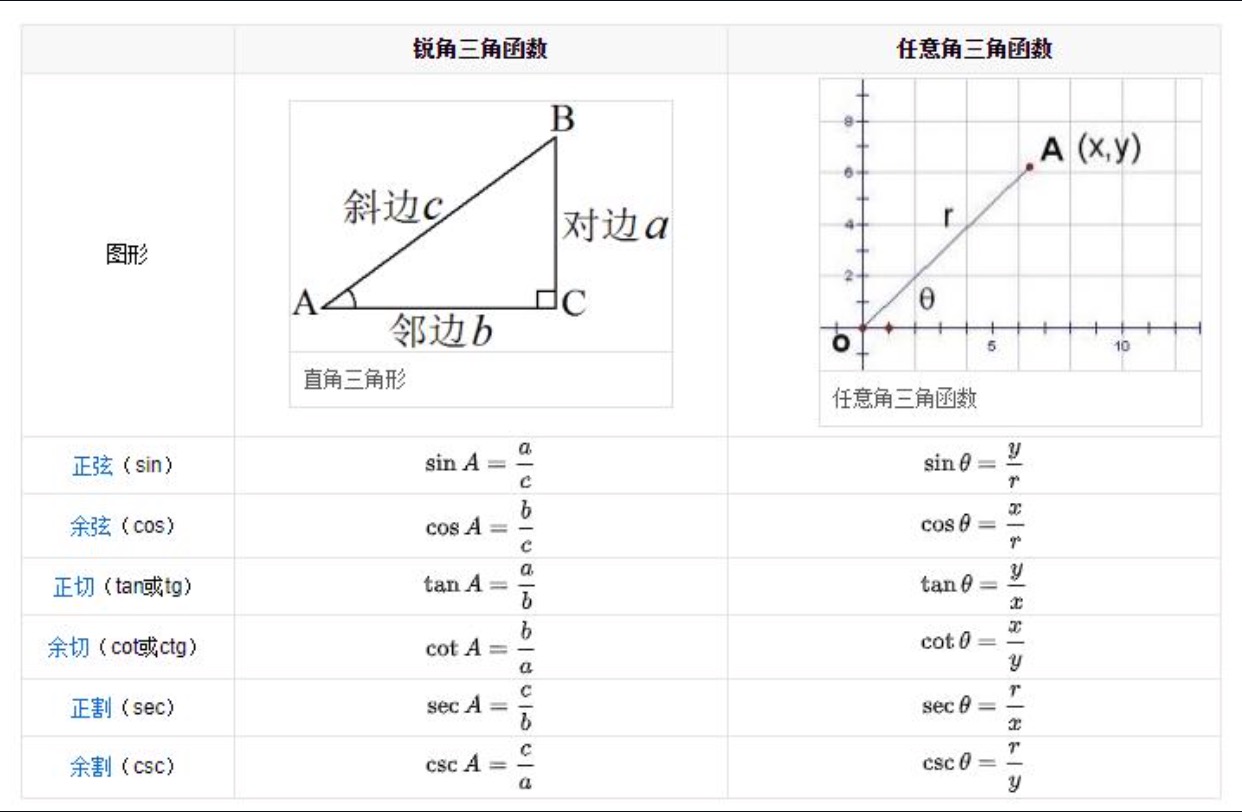 锐角三角函数 任意角三角函数
图形
B
斜边c
对边a
A
C
邻边b
直角三角形
8
6
4
2
A (x,y)
r
θ
O
5
10
任意角三角函数
正弦（sin） sin A = a/c sin θ = y/r
余弦（cos） cos A = b/c cos θ = x/r
正切（tan或tg） tan A = a/b tan θ = y/x
余切（cot或ctg） cot A = b/a cot θ = x/y
正割（sec） sec A = c/b sec θ = r/x
余割（csc） csc A = c/a csc θ = r/y